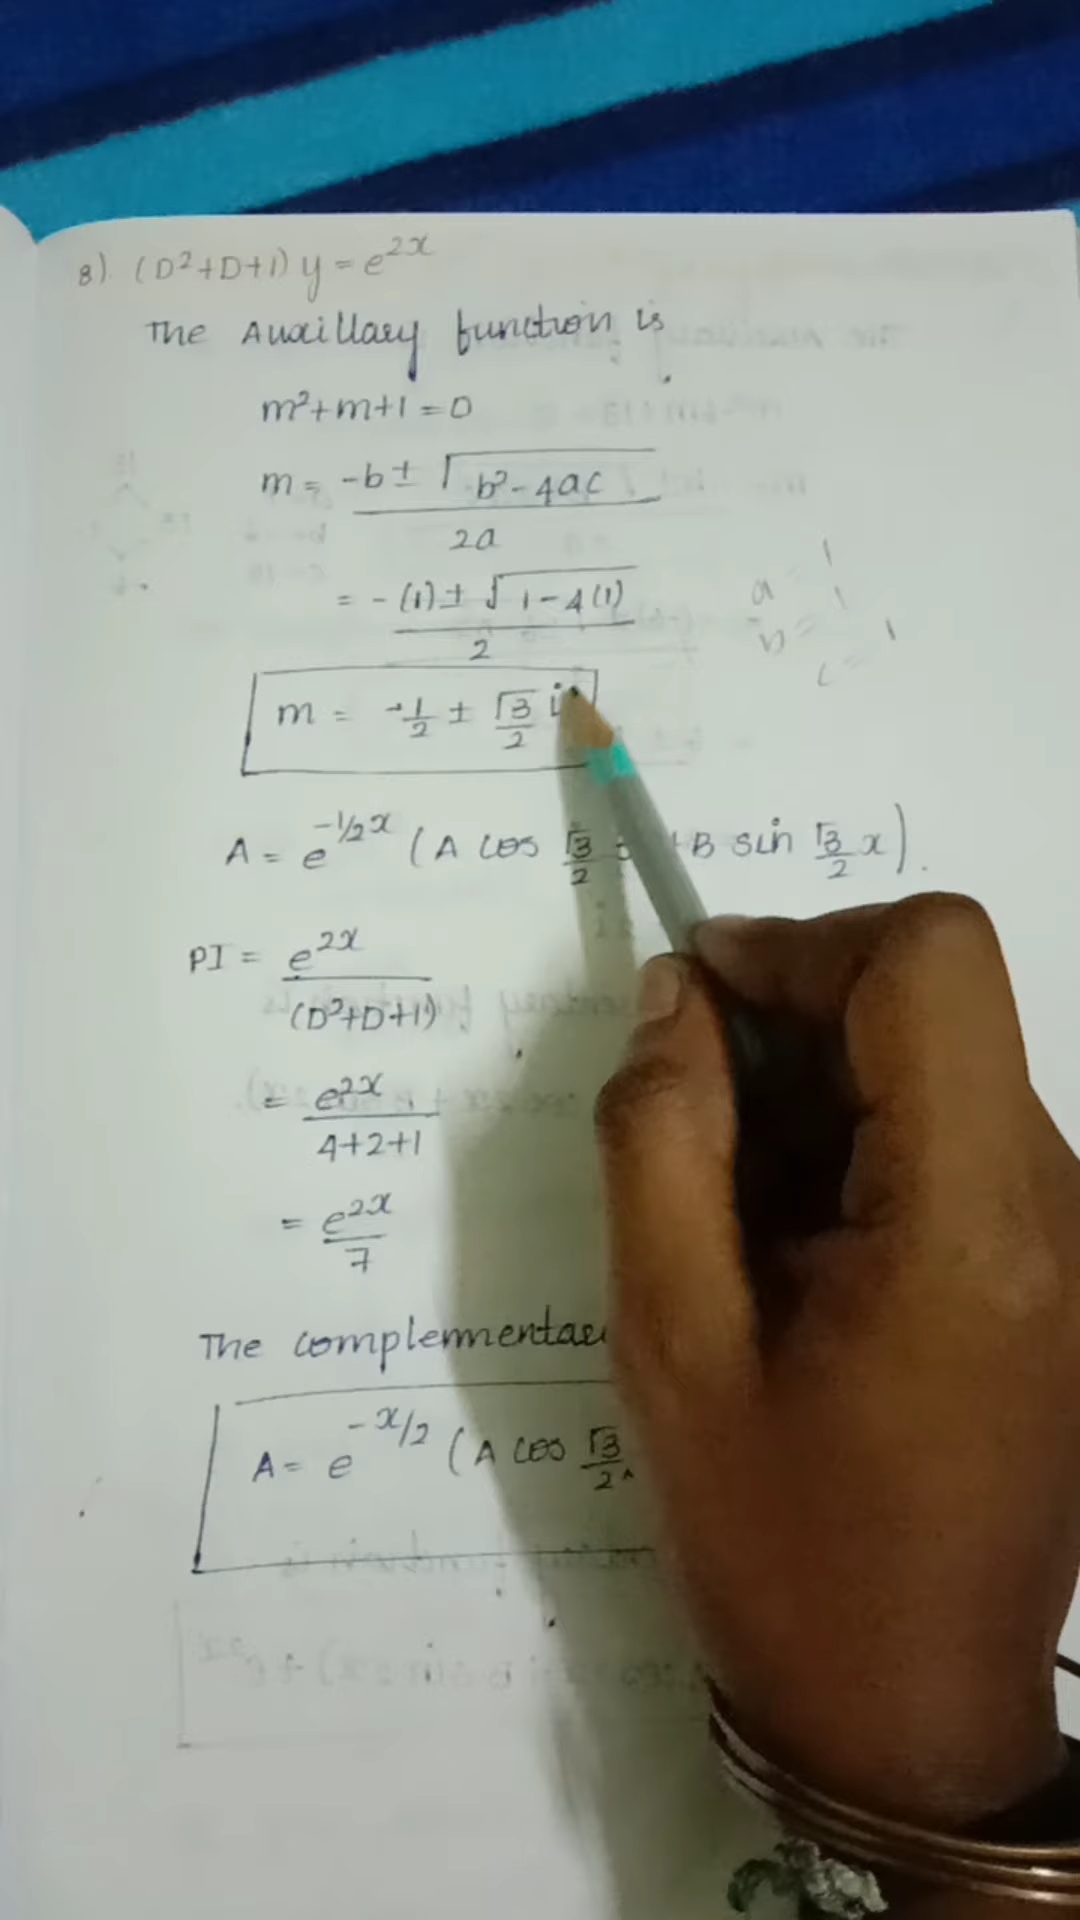 8). (D²+D+1) y = e^2x
The Auxillary function is
m²+m+1=0
m = -b ± √b²-4ac / 2a
= -(1) ± √1-4(1) / 2
a = 1
b = 1
c = 1
m = -1/2 ± √3/2 i
A = e^-1/2x (A cos √3/2 +B sin √3/2 x).
PI = e^2x / (D²+D+1)
= e^2x / 4+2+1
= e^2x / 7
The
A = e^-x/2 (A cos √3/2